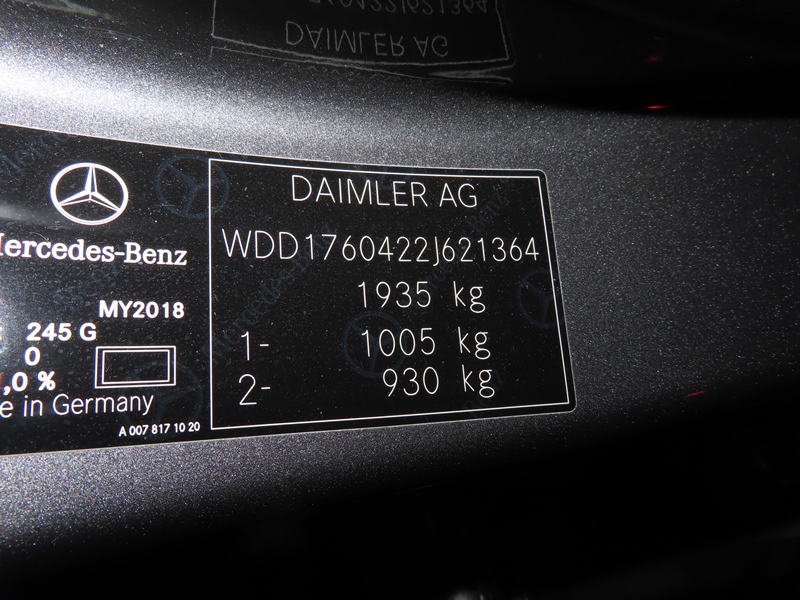 DAIMLER AG
Mercedes-Benz
WDD1760422J621364
1935 kg
MY2018
245 G
1- 1005 kg
0
2- 930 kg
,0 %
in Germany
A 007 817 10 20